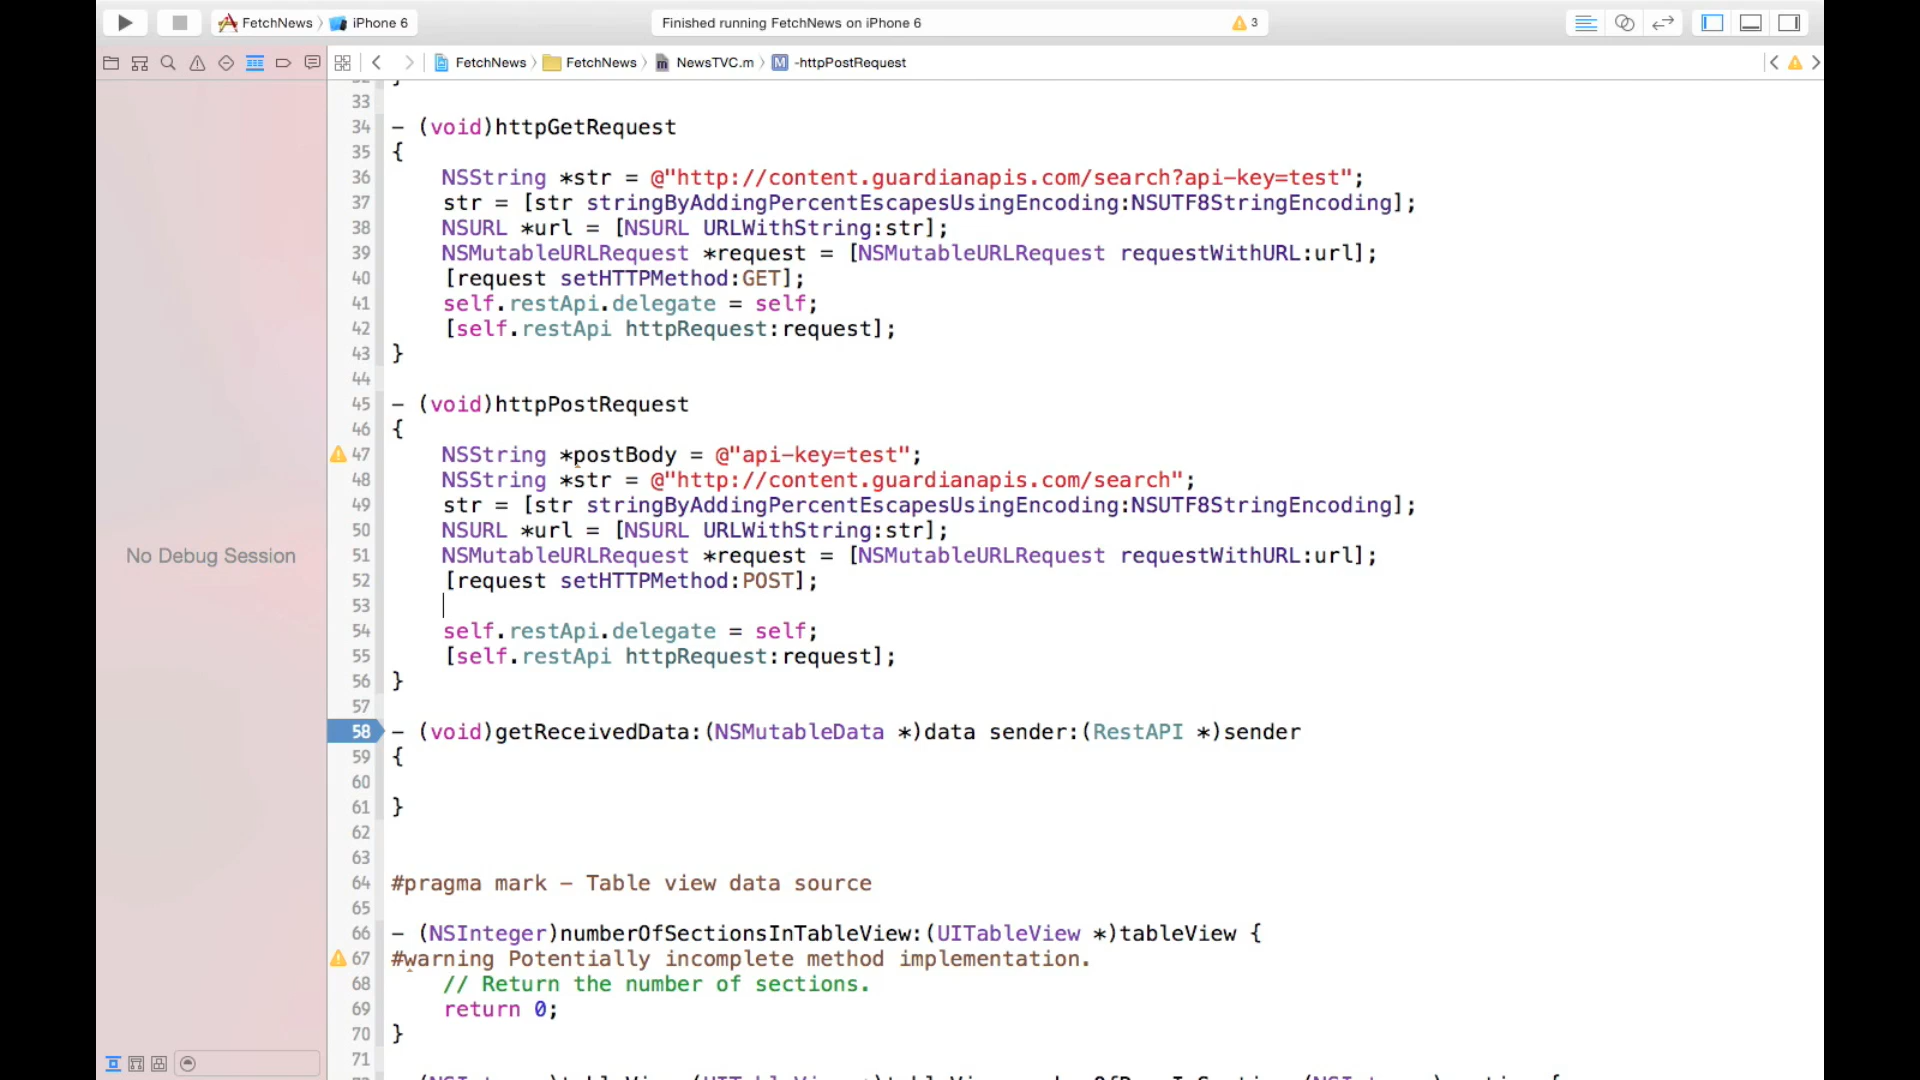 FetchNews iPhone 6
Finished running FetchNews on iPhone 6 3
FetchNews FetchNews NewsTVC.m M -httpPostRequest
33
34 - (void)httpGetRequest
35 {
36 NSString *str = @"http://content.guardianapis.com/search?api-key=test";
37 str = [str stringByAddingPercentEscapesUsingEncoding:NSUTF8StringEncoding];
38 NSURL *url = [NSURL URLWithString:str];
39 NSMutableURLRequest *request = [NSMutableURLRequest requestWithURL:url];
40 [request setHTTPMethod:GET];
41 self.restApi.delegate = self;
42 [self.restApi httpRequest:request];
43 }
44
45 - (void)httpPostRequest
46 {
47 NSString *postBody = @"api-key=test";
48 NSString *str = @"http://content.guardianapis.com/search";
49 str = [str stringByAddingPercentEscapesUsingEncoding:NSUTF8StringEncoding];
50 NSURL *url = [NSURL URLWithString:str];
51 NSMutableURLRequest *request = [NSMutableURLRequest requestWithURL:url];
No Debug Session
52 [request setHTTPMethod:POST];
53
54 self.restApi.delegate = self;
55 [self.restApi httpRequest:request];
56 }
57
58 - (void)getReceivedData:(NSMutableData *)data sender:(RestAPI *)sender
59 {
60
61 }
62
63
64 #pragma mark - Table view data source
65
66 - (NSInteger)numberOfSectionsInTableView:(UITableView *)tableView {
67 #warning Potentially incomplete method implementation.
68 // Return the number of sections.
69 return 0;
70 }
71